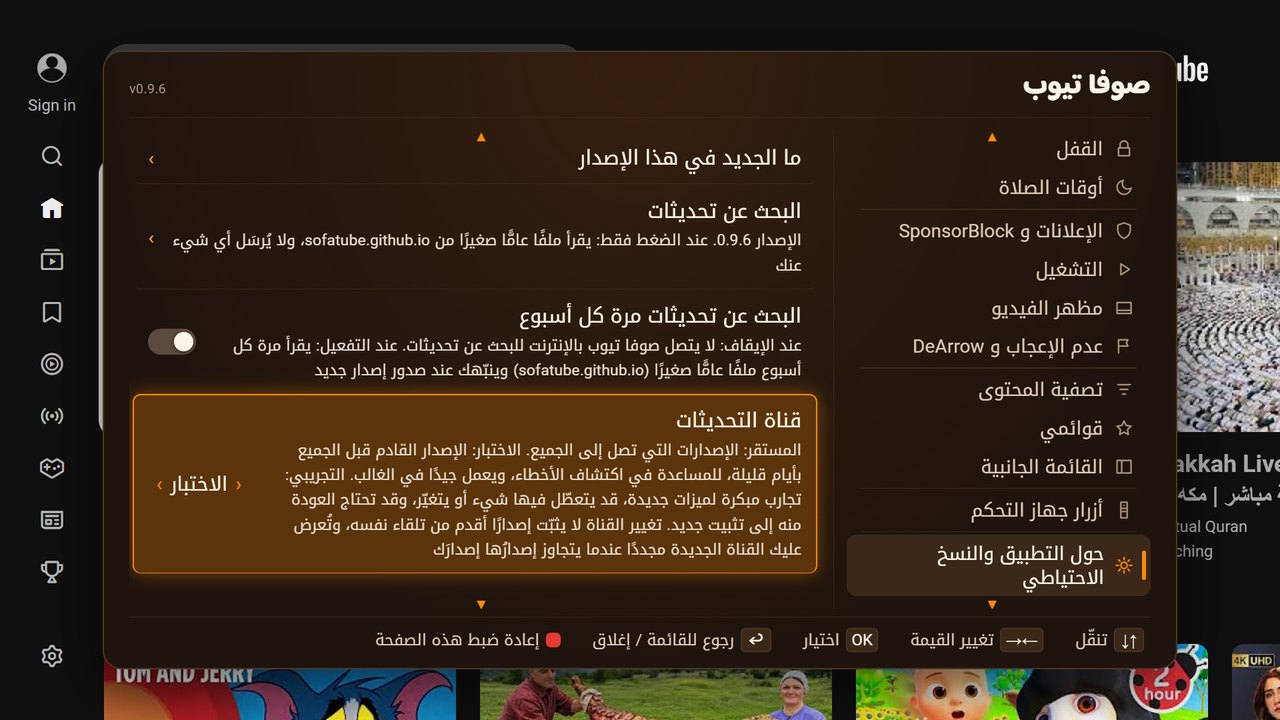 Sign in
ube
صوفا تيوب
v0.9.6
القفل
أوقات الصلاة
الإعلانات و SponsorBlock
التشغيل
مظهر الفيديو
عدم الإعجاب و DeArrow
تصفية المحتوى
قوائمي
القائمة الجانبية
أزرار جهاز التحكم
حول التطبيق والنسخ
الاحتياطي
ما الجديد في هذا الإصدار
البحث عن تحديثات
الإصدار 0.9.6. عند الضغط فقط: يقرأ ملفًا عامًّا صغيرًا من sofatube.github.io، ولا يُرسَل أي شيء
عنك
البحث عن تحديثات مرة كل أسبوع
عند الإيقاف: لا يتصل صوفا تيوب بالإنترنت للبحث عن تحديثات. عند التفعيل: يقرأ مرة كل
أسبوع ملفًا عامًّا صغيرًا (sofatube.github.io) وينبّهك عند صدور إصدار جديد
قناة التحديثات
المستقر: الإصدارات التي تصل إلى الجميع. الاختبار: الإصدار القادم قبل الجميع
بأيام قليلة، للمساعدة في اكتشاف الأخطاء، ويعمل جيدًا في الغالب. التجريبي:
تجارب مبكرة لميزات جديدة، قد يتعطّل فيها شيء أو يتغيّر، وقد تحتاج العودة
منه إلى تثبيت جديد. تغيير القناة لا يثبّت إصدارًا أقدم من تلقاء نفسه، وتُعرض
عليك القناة الجديدة مجددًا عندما يتجاوز إصدارُها إصدارَك
الاختبار
تنقّل
تغيير القيمة
OK اختيار
رجوع للقائمة / إغلاق
إعادة ضبط هذه الصفحة
akkah Live
مباشر | مكة
tual Quran
ching
TOM AND JERRY
2
hour
4K UHD